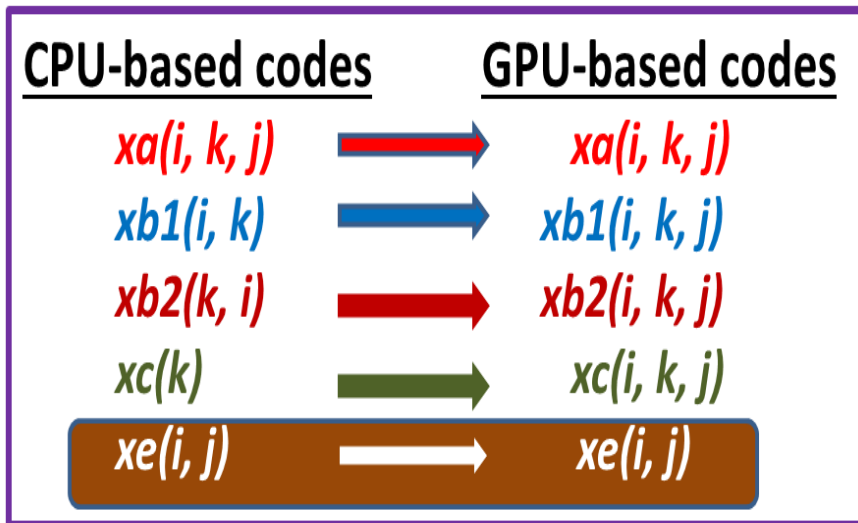 CPU-based codes GPU-based codes
xa(i, k, j) xa(i, k, j)
xb1(i, k) xb1(i, k, j)
xb2(k, i) xb2(i, k, j)
xc(k) xc(i, k, j)
xe(i, j) xe(i, j)